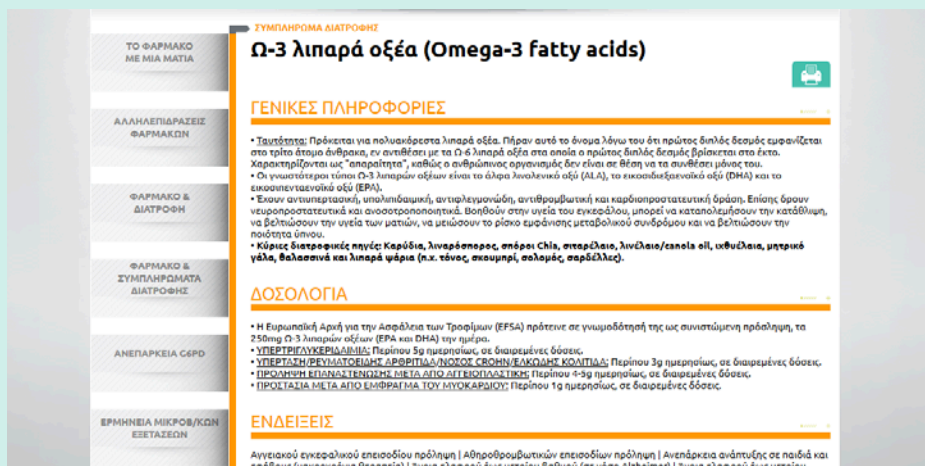 ΣΥΜΠΛΗΡΩΜΑ ΔΙΑΤΡΟΦΗΣ
Ω-3 λιπαρά οξέα (Omega-3 fatty acids)
ΤΟ ΦΑΡΜΑΚΟ
ΜΕ ΜΙΑ ΜΑΤΙΑ
ΑΛΛΗΛΕΠΙΔΡΑΣΕΙΣ
ΦΑΡΜΑΚΩΝ
ΦΑΡΜΑΚΟ &
ΔΙΑΤΡΟΦΗ
ΦΑΡΜΑΚΟ &
ΣΥΜΠΛΗΡΩΜΑΤΑ
ΔΙΑΤΡΟΦΗΣ
ΑΝΕΠΑΡΚΕΙΑ G6PD
ΕΡΜΗΝΕΙΑ ΜΙΚΡΟΒ/ΚΩΝ
ΕΞΕΤΑΣΕΩΝ
ΓΕΝΙΚΕΣ ΠΛΗΡΟΦΟΡΙΕΣ
• Ταυτότητα: Πρόκειται για πολυακόρεστα λιπαρά οξέα. Πήραν αυτό το όνομα λόγω του ότι πρώτος διπλός δεσμός εμφανίζεται
στο τρίτο άτομο άνθρακα, εν αντιθέσει με τα Ω-6 λιπαρά οξέα στα οποία ο πρώτος διπλός δεσμός βρίσκεται στο έκτο.
Χαρακτηρίζονται ως "απαραίτητα", καθώς ο ανθρώπινος οργανισμός δεν είναι σε θέση να τα συνθέσει μόνος του.
• Οι γνωστότεροι τύποι Ω-3 λιπαρών οξέων είναι το άλφα λινολενικό οξύ (ALA), το εικοσιδιεξαενοϊκό οξύ (DHA) και το
εικοσιπενταενοϊκό οξύ (EPA).
• Έχουν αντιυπερτασική, υπολιπιδαιμική, αντιφλεγμονώδη, αντιθρομβωτική και καρδιοπροστατευτική δράση. Επίσης δρουν
νευροπροστατευτικά και ανοσοτροποποιητικά. Βοηθούν στην υγεία του εγκεφάλου, μπορεί να καταπολεμήσουν την κατάθλιψη,
να βελτιώσουν την υγεία των ματιών, να μειώσουν το ρίσκο εμφάνισης μεταβολικού συνδρόμου και να βελτιώσουν την
ποιότητα ύπνου.
• Κύριες διατροφικές πηγές: Καρύδια, λιναρόσπορος, σπόροι Chia, σιταρέλαιο, λινέλαιο/canola oil, ιχθυέλαια, μητρικό
γάλα, θαλασσινά και λιπαρά ψάρια (π.χ. τόνος, σκουμπρί, σολομός, σαρδέλλες).
ΔΟΣΟΛΟΓΙΑ
• Η Ευρωπαϊκή Αρχή για την Ασφάλεια των Τροφίμων (EFSA) πρότεινε σε γνωμοδότησή της ως συνιστώμενη πρόσληψη, τα
250mg Ω-3 λιπαρών οξέων (EPA και DHA) την ημέρα.
• ΥΠΕΡΤΡΙΓΛΥΚΕΡΙΔΑΙΜΙΑ: Περίπου 5g ημερησίως, σε διαιρεμένες δόσεις.
• ΥΠΕΡΤΑΣΗ/ΡΕΥΜΑΤΟΕΙΔΗΣ ΑΡΘΡΙΤΙΔΑ/ΝΟΣΟΣ CROHN/ΕΛΚΩΔΗΣ ΚΟΛΙΤΙΔΑ: Περίπου 3g ημερησίως, σε διαιρεμένες δόσεις.
• ΠΡΟΛΗΨΗ ΕΠΑΝΑΣΤΕΝΩΣΗΣ ΜΕΤΑ ΑΠΟ ΑΓΓΕΙΟΠΛΑΣΤΙΚΗ: Περίπου 4-5g ημερησίως, σε διαιρεμένες δόσεις.
• ΠΡΟΣΤΑΣΙΑ ΜΕΤΑ ΑΠΟ ΕΜΦΡΑΓΜΑ ΤΟΥ ΜΥΟΚΑΡΔΙΟΥ: Περίπου 1g ημερησίως, σε διαιρεμένες δόσεις.
ΕΝΔΕΙΞΕΙΣ
Αγγειακού εγκεφαλικού επεισοδίου πρόληψη | Αθηροθρομβωτικών επεισοδίων πρόληψη | Ανεπάρκεια ανάπτυξης σε παιδιά και